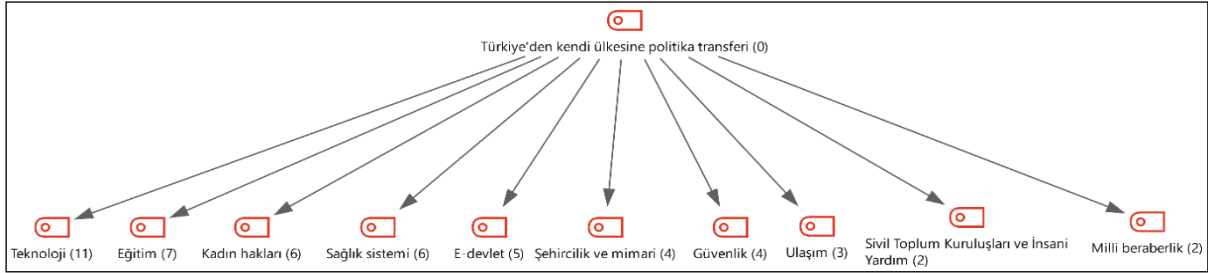 Türkiye'den kendi ülkesine politika transferi (0)
Teknoloji (11)
Eğitim (7)
Kadın hakları (6)
Sağlık sistemi (6)
E-devlet (5)
Şehircilik ve mimari (4)
Güvenlik (4)
Ulaşım (3)
Sivil Toplum Kuruluşları ve İnsani
Yardım (2)
Milli beraberlik (2)